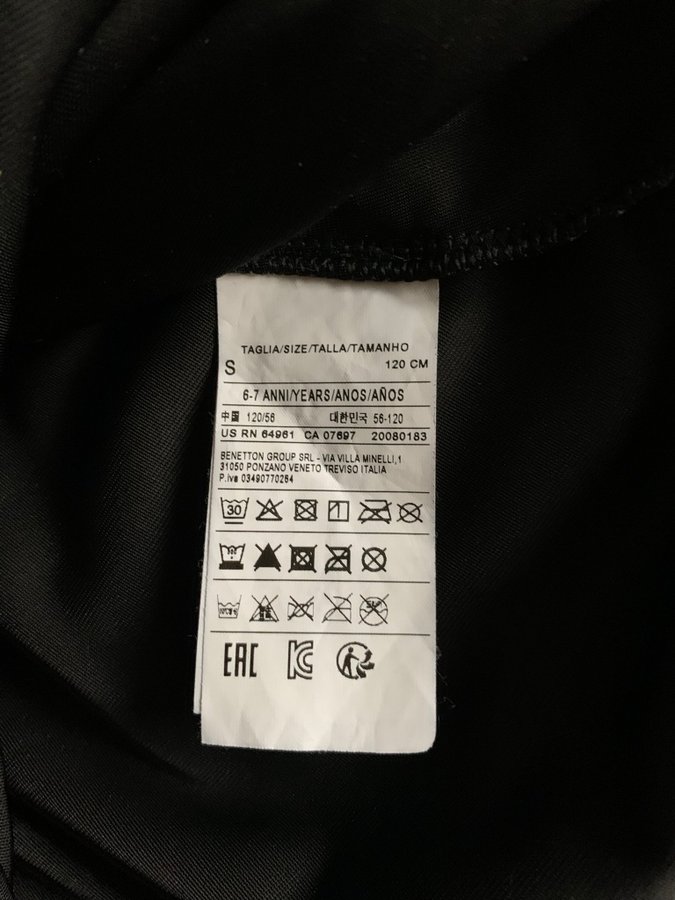 TAGLIA/SIZE/TALLA/TAMANHO
S 120 CM
6-7 ANNI/YEARS/ANOS/AÑOS
中国 120/56 대한민국 56-120
US RN 64961 CA 07697 20080183
BENETTON GROUP SRL - VIA VILLA MINELLI,1
31050 PONZANO VENETO TREVISO ITALIA
P.iva 03490770264
30
EAC KC